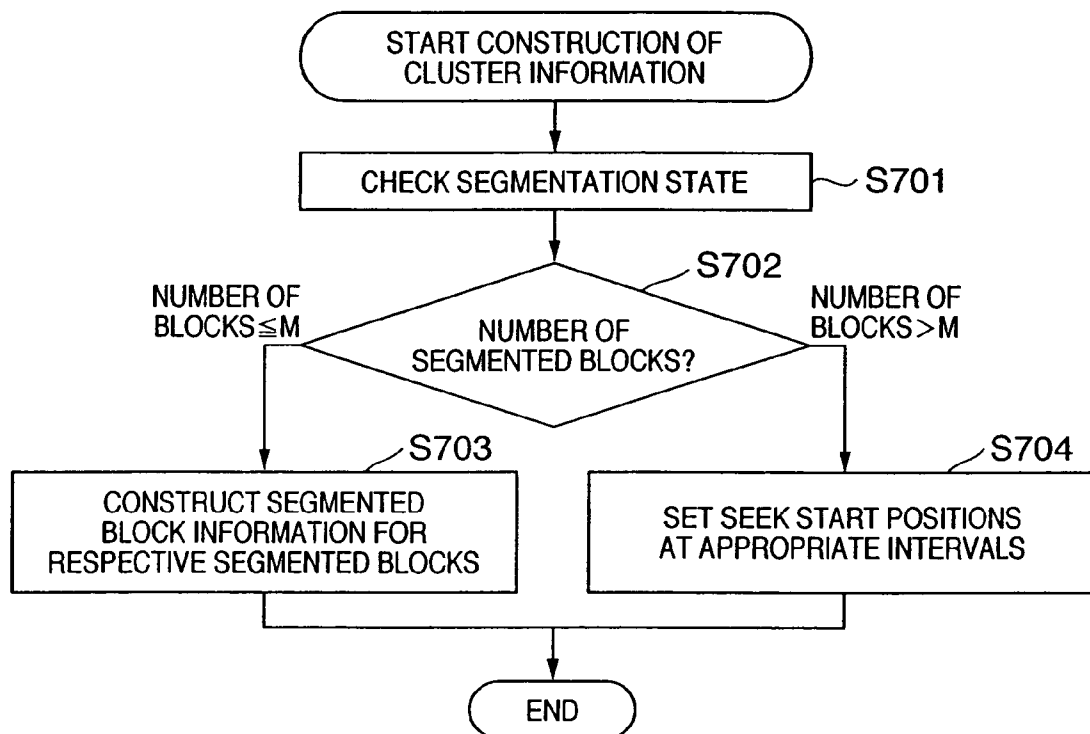 START CONSTRUCTION OF
CLUSTER INFORMATION
CHECK SEGMENTATION STATE
S701
S702
NUMBER OF
BLOCKS≦M
NUMBER OF
SEGMENTED BLOCKS?
NUMBER OF
BLOCKS>M
S703
CONSTRUCT SEGMENTED
BLOCK INFORMATION FOR
RESPECTIVE SEGMENTED BLOCKS
S704
SET SEEK START POSITIONS
AT APPROPRIATE INTERVALS
END